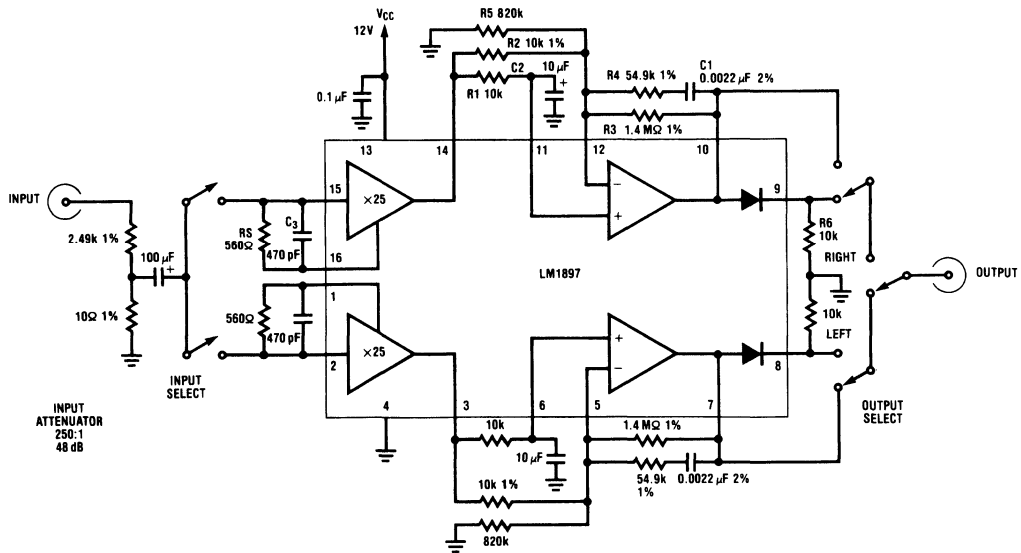 VCC
12V
0.1 μF
R5 820k
R2 10k 1%
C2
R1 10k
10 μF
+
R4 54.9k 1%
C1
0.0022 μF 2%
R3 1.4 MΩ 1%
13
14
11
12
10
INPUT
2.49k 1%
100 μF
+
10Ω 1%
INPUT
SELECT
INPUT
ATTENUATOR
250:1
48 dB
15
×25
RS
560Ω
C3
470 pF
16
−
+
9
R6
10k
RIGHT
LM1897
OUTPUT
1
560Ω
470 pF
×25
2
+
−
10k
LEFT
8
OUTPUT
SELECT
4
3
6
5
7
10k
10 μF
10k 1%
820k
1.4 MΩ 1%
54.9k
1%
0.0022 μF 2%